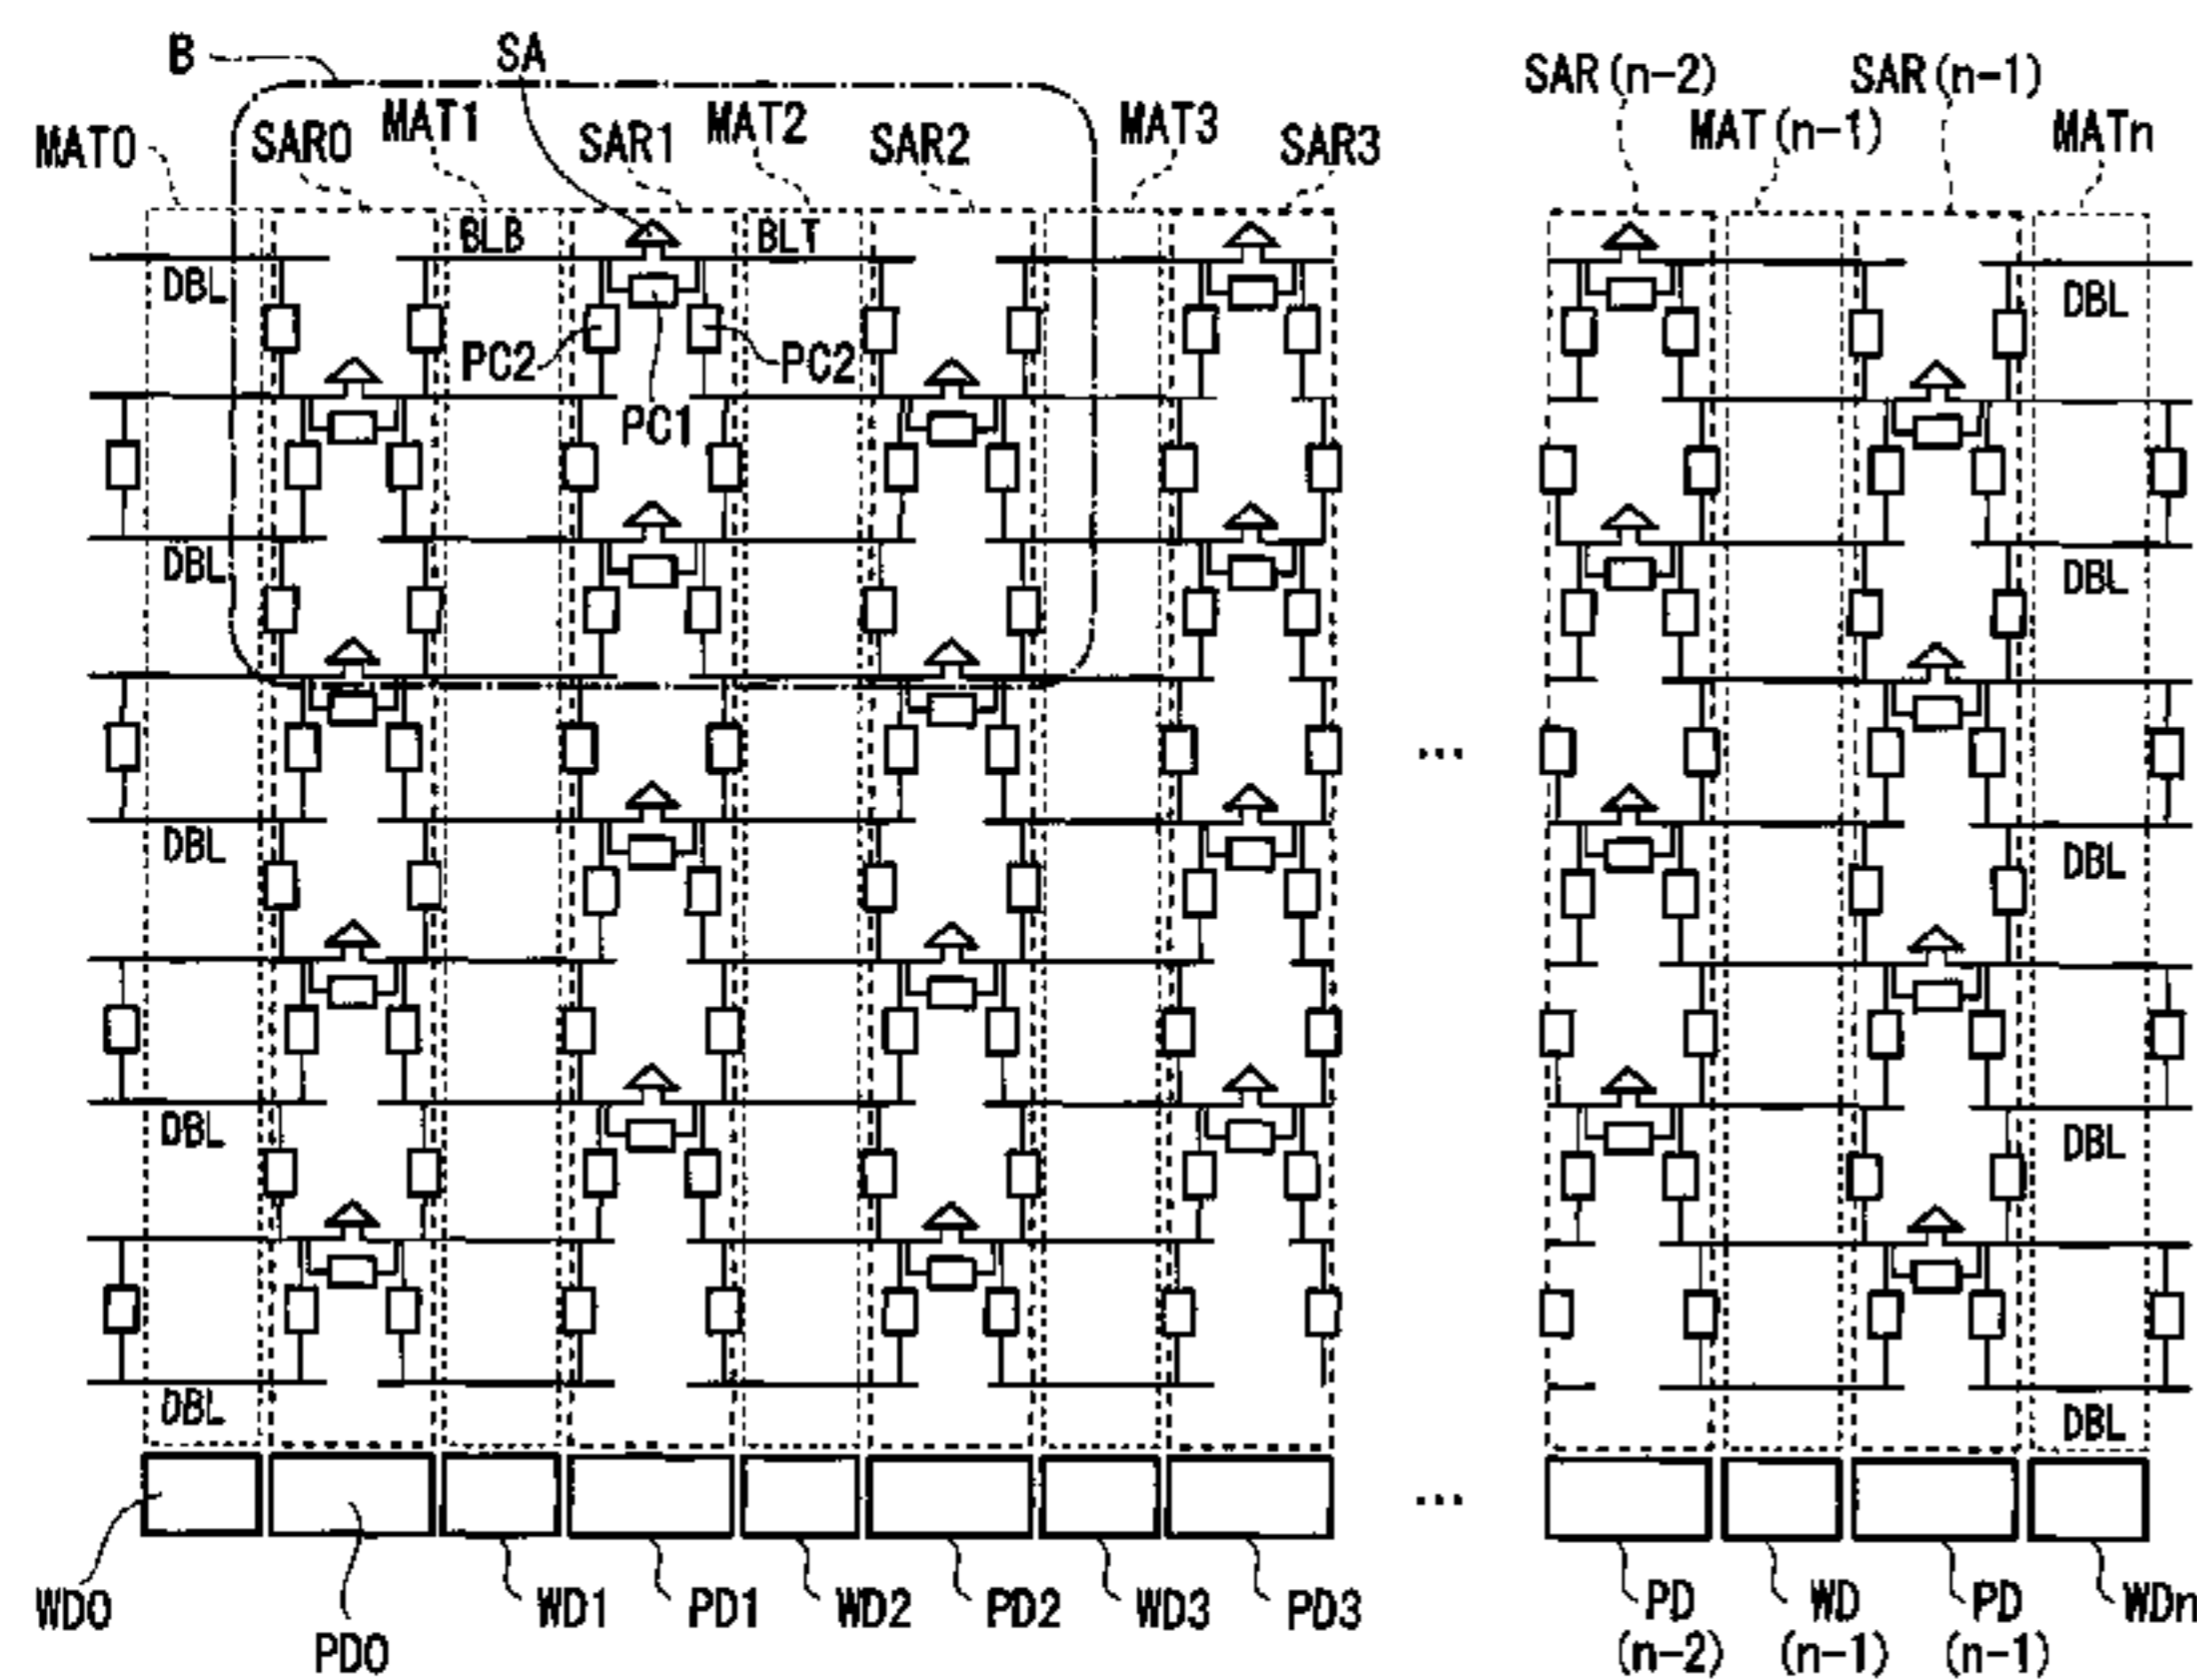 B
SA
SAR(n-2)
SAR(n-1)
MAT0
SAR0
MAT1
SAR1
MAT2
SAR2
MAT3
SAR3
MAT(n-1)
MATn
BLB
BLT
DBL
DBL
PC2
PC2
PC1
DBL
DBL
DBL
DBL
DBL
DBL
DBL
DBL
...
...
WD0
PD0
WD1
PD1
WD2
PD2
WD3
PD3
PD
(n-2)
WD
(n-1)
PD
(n-1)
WDn